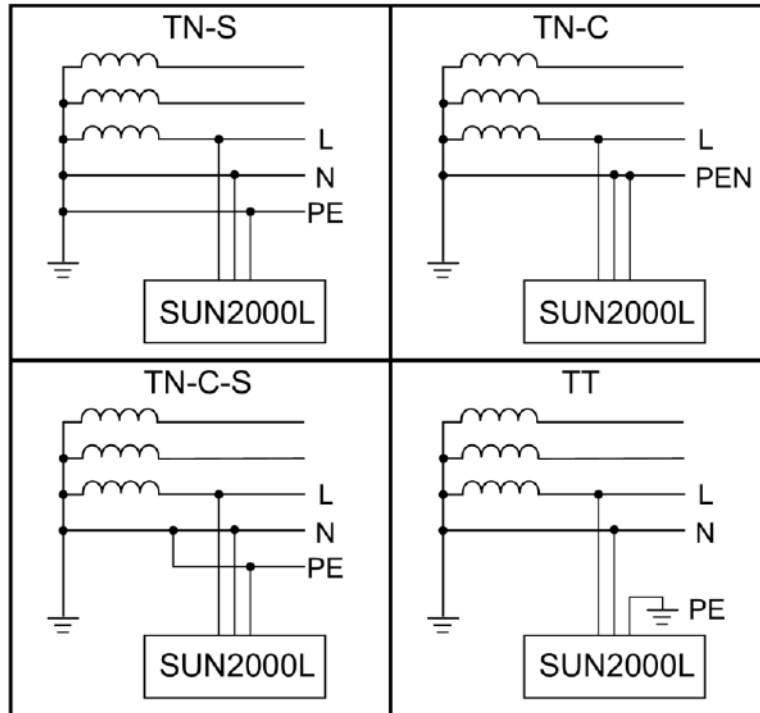 TN-S
L
N
PE
SUN2000L
TN-C
L
PEN
SUN2000L
TN-C-S
L
N
PE
SUN2000L
TT
L
N
PE
SUN2000L